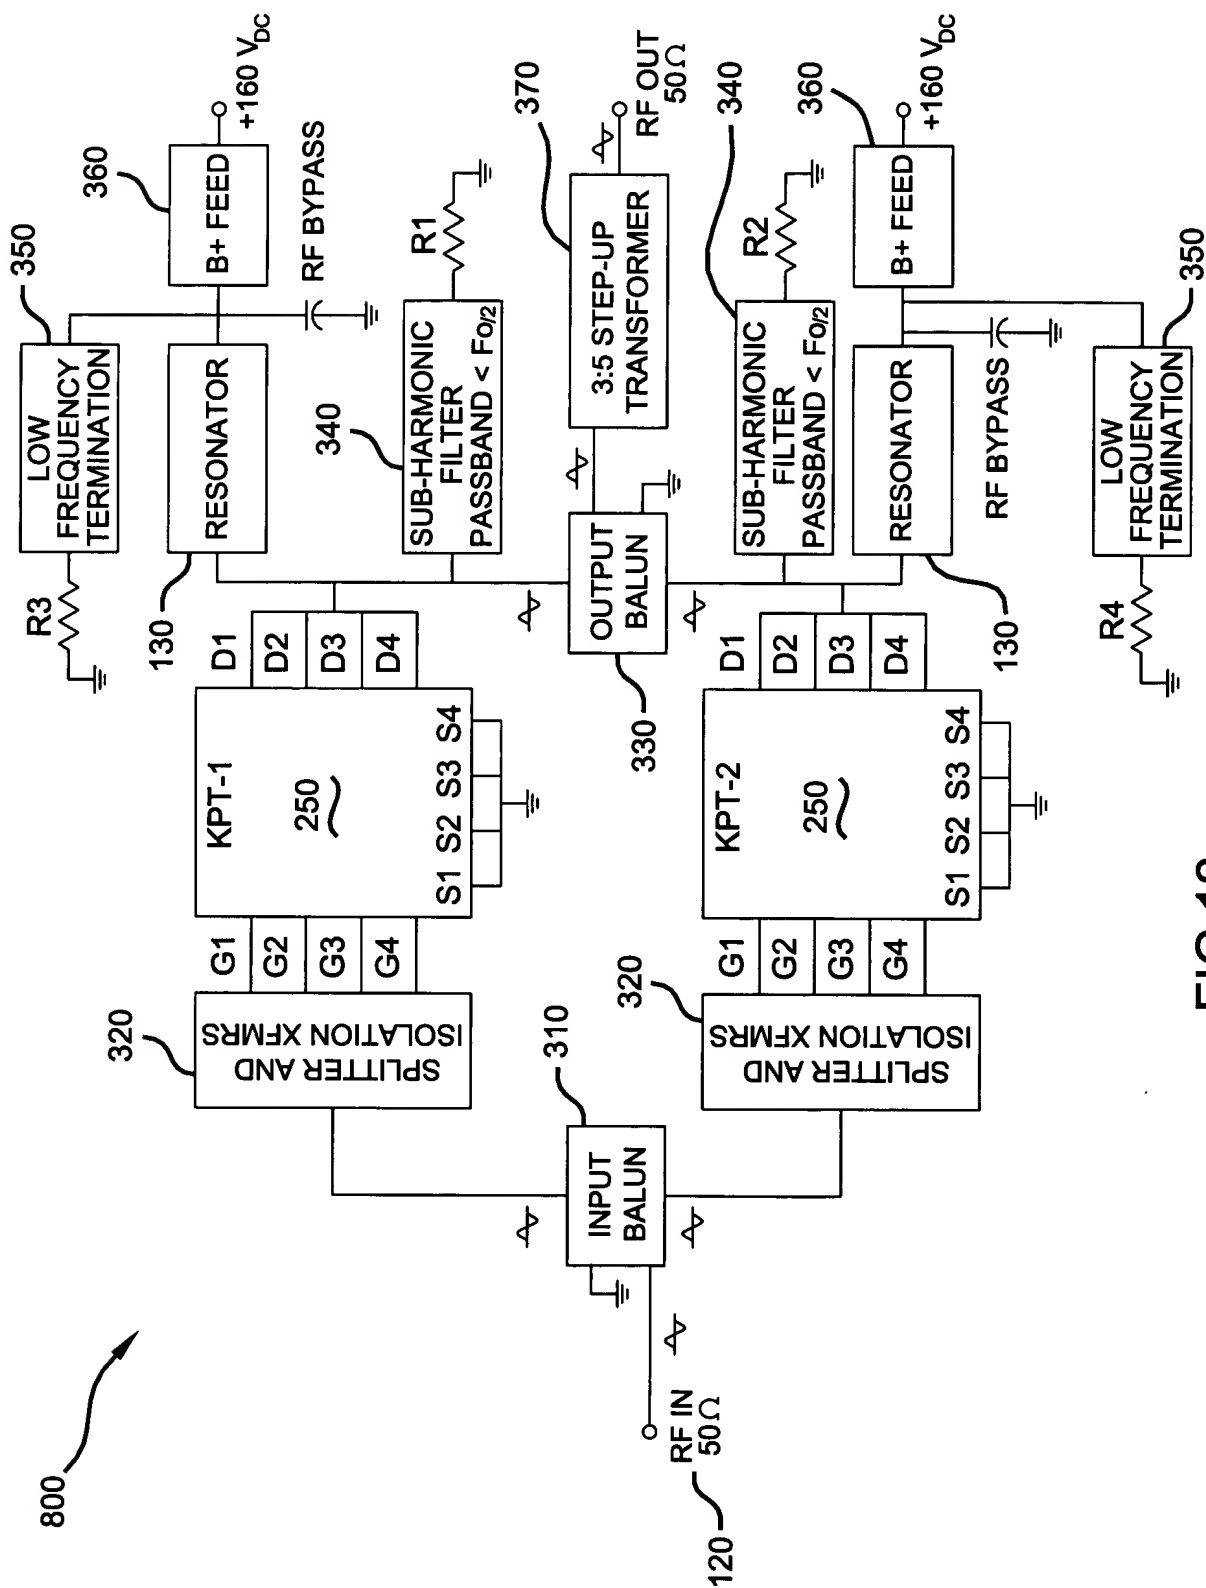 800
120
RF IN
50Ω
310
INPUT
BALUN
320
SPLITTER AND
ISOLATION XFMRS
G1
G2
G3
G4
KPT-1
250
S1 S2 S3 S4
D1
D2
D3
D4
130
RESONATOR
R3
LOW
FREQUENCY
TERMINATION
350
360
B+ FEED
+160 VDC
RF BYPASS
340
SUB-HARMONIC
FILTER
PASSBAND < Fo/2
R1
330
OUTPUT
BALUN
3:5 STEP-UP
TRANSFORMER
370
RF OUT
50Ω
320
SPLITTER AND
ISOLATION XFMRS
G1
G2
G3
G4
KPT-2
250
S1 S2 S3 S4
D1
D2
D3
D4
SUB-HARMONIC
FILTER
PASSBAND < Fo/2
R2
340
130
RESONATOR
RF BYPASS
360
B+ FEED
+160 VDC
R4
LOW
FREQUENCY
TERMINATION
350